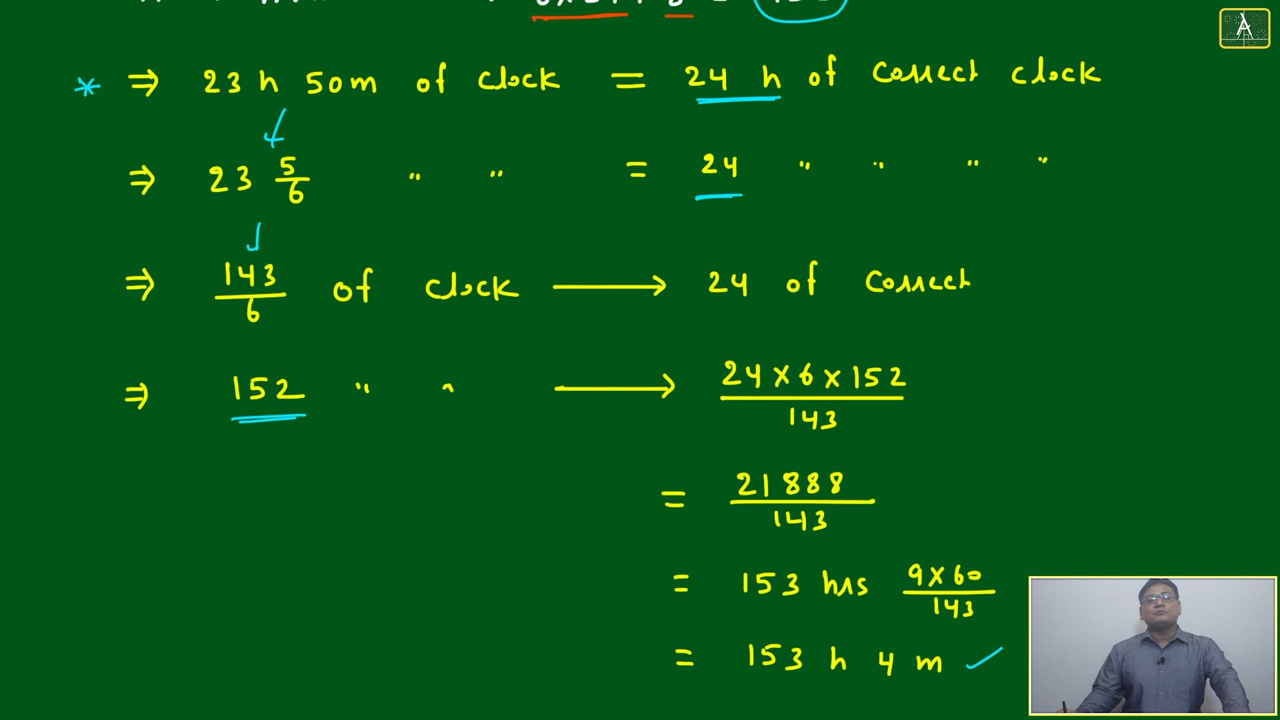 * ⇒ 23 h 50m of clock = 24 h of correct clock
⇒ 23 5/6 " " = 24 " " " "
⇒ 143/6 of clock → 24 of correct
⇒ 152 " " → 24 x 6 x 152 / 143
= 21888 / 143
= 153 hrs 9 x 60 / 143
= 153 h 4 m ✓
A